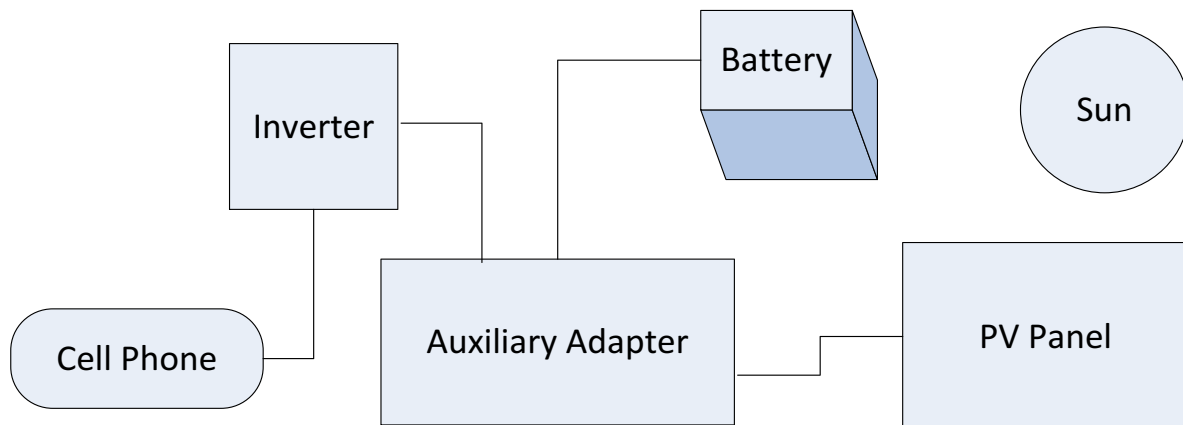 Battery
Sun
Inverter
Auxiliary Adapter
PV Panel
Cell Phone